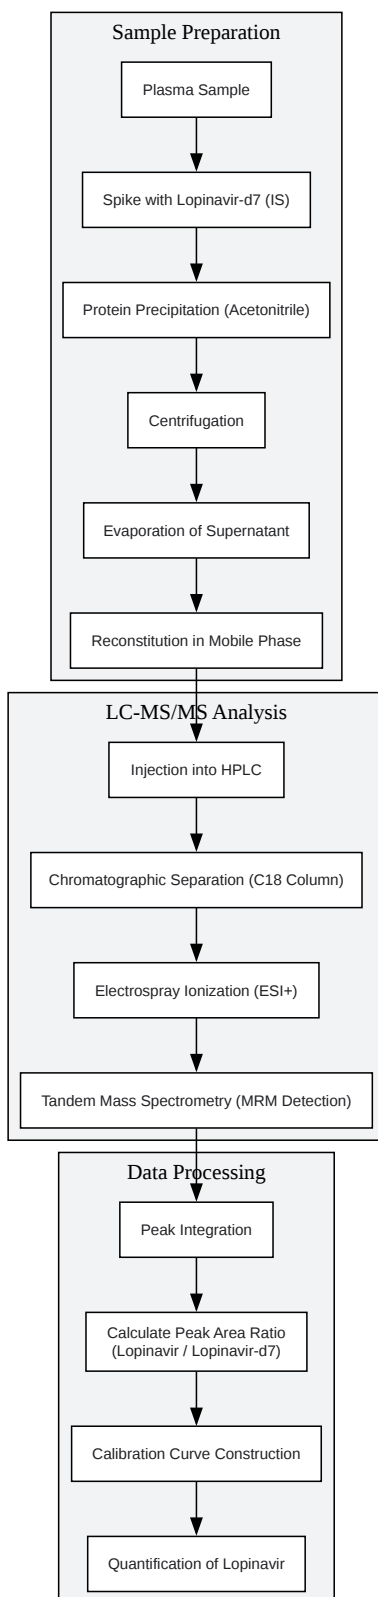 Sample Preparation
Plasma Sample
Spike with Lopinavir-d7 (IS)
Protein Precipitation (Acetonitrile)
Centrifugation
Evaporation of Supernatant
Reconstitution in Mobile Phase
LC-MS/MS Analysis
Injection into HPLC
Chromatographic Separation (C18 Column)
Electrospray Ionization (ESI+)
Tandem Mass Spectrometry (MRM Detection)
Data Processing
Peak Integration
Calculate Peak Area Ratio
(Lopinavir / Lopinavir-d7)
Calibration Curve Construction
Quantification of Lopinavir